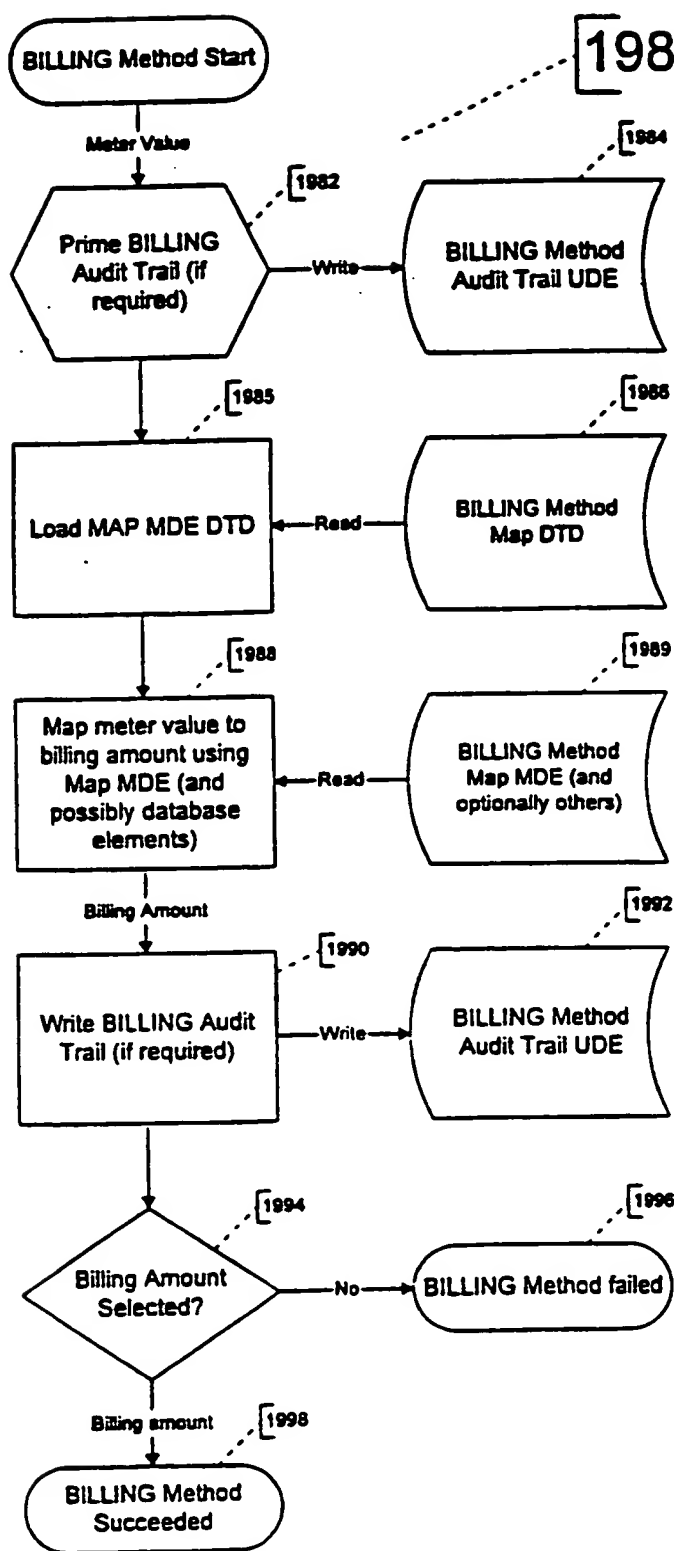 BILLING Method Start
198
Meter Value
1982
1984
Prime BILLING
Audit Trail (if
required)
Write
BILLING Method
Audit Trail UDE
1985
1986
Load MAP MDE DTD
Read
BILLING Method
Map DTD
1988
1989
Map meter value to
billing amount using
Map MDE (and
possibly database
elements)
Read
BILLING Method
Map MDE (and
optionally others)
Billing Amount
1990
1992
Write BILLING Audit
Trail (if required)
Write
BILLING Method
Audit Trail UDE
1994
1996
Billing Amount
Selected?
No
BILLING Method failed
Billing amount
1998
BILLING Method
Succeeded